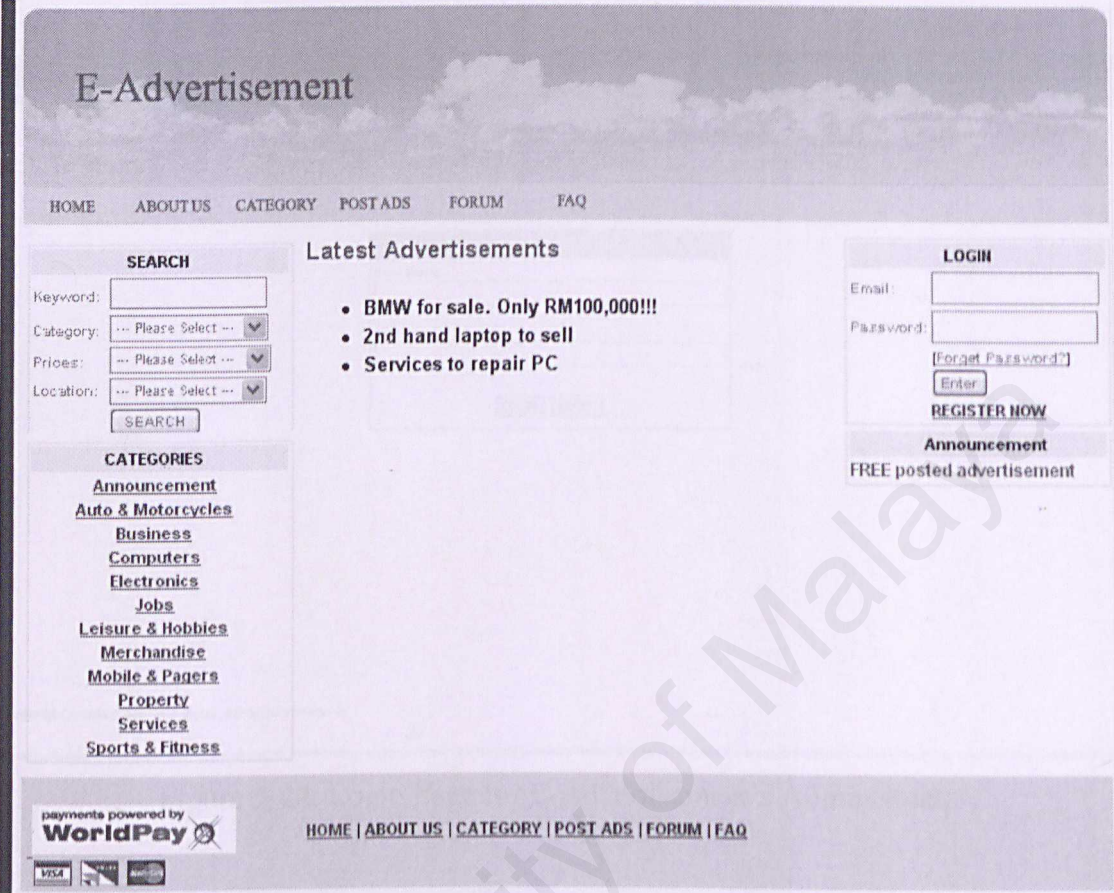 E-Advertisement
HOME ABOUT US CATEGORY POST ADS FORUM FAQ
SEARCH
Keyword:
Category: --- Please Select ---
Prices: --- Please Select ---
Location: --- Please Select ---
SEARCH
CATEGORIES
Announcement
Auto & Motorcycles
Business
Computers
Electronics
Jobs
Leisure & Hobbies
Merchandise
Mobile & Pagers
Property
Services
Sports & Fitness
Latest Advertisements
• BMW for sale. Only RM100,000!!!
• 2nd hand laptop to sell
• Services to repair PC
LOGIN
Email:
Password:
[Forget Password?]
Enter
REGISTER NOW
Announcement
FREE posted advertisement
payments powered by
WorldPay
VISA
HOME | ABOUT US | CATEGORY | POST ADS | FORUM | FAQ
of Malaya